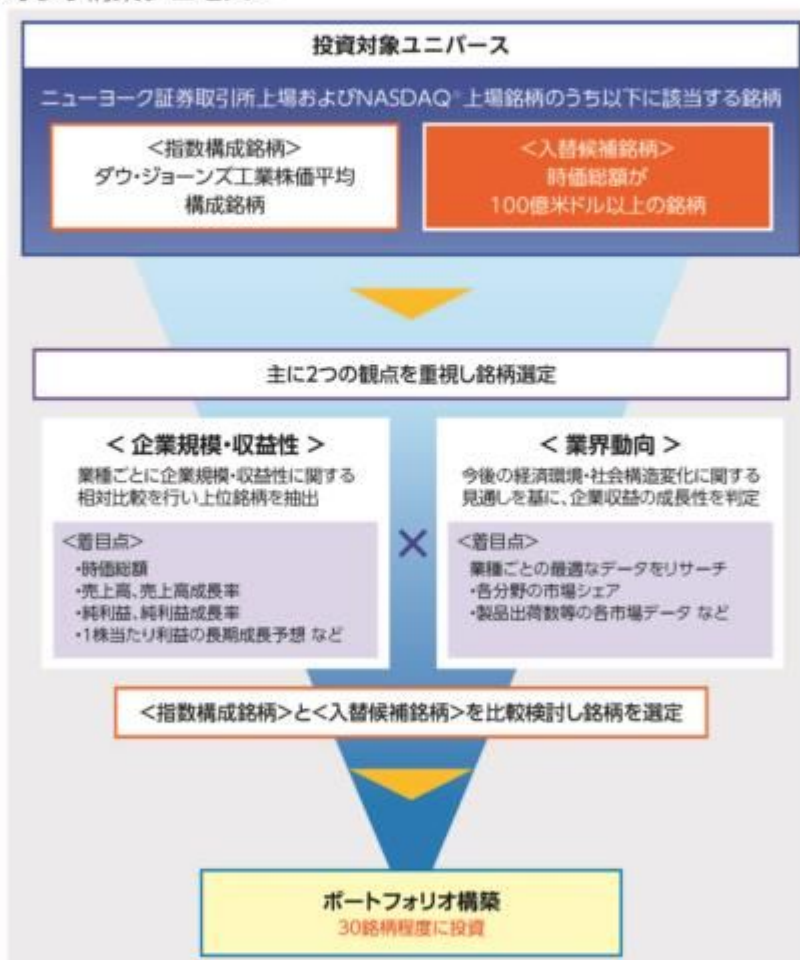 投資対象ユニバース
ニューヨーク証券取引所上場およびNASDAQ®上場銘柄のうち以下に該当する銘柄
<指数構成銘柄>
ダウ・ジョーンズ工業株価平均
構成銘柄
<入替候補銘柄>
時価総額が
100億米ドル以上の銘柄
主に2つの観点を重視し銘柄選定
< 企業規模・収益性 >
業種ごとに企業規模・収益性に関する
相対比較を行い上位銘柄を抽出
<着目点>
・時価総額
・売上高、売上高成長率
・純利益、純利益成長率
・1株当たり利益の長期成長予想 など
×
< 業界動向 >
今後の経済環境・社会構造変化に関する
見通しを基に、企業収益の成長性を判定
<着目点>
業種ごとの最適なデータをリサーチ
・各分野の市場シェア
・製品出荷数等の各市場データ など
<指数構成銘柄>と<入替候補銘柄>を比較検討し銘柄を選定
ポートフォリオ構築
30銘柄程度に投資